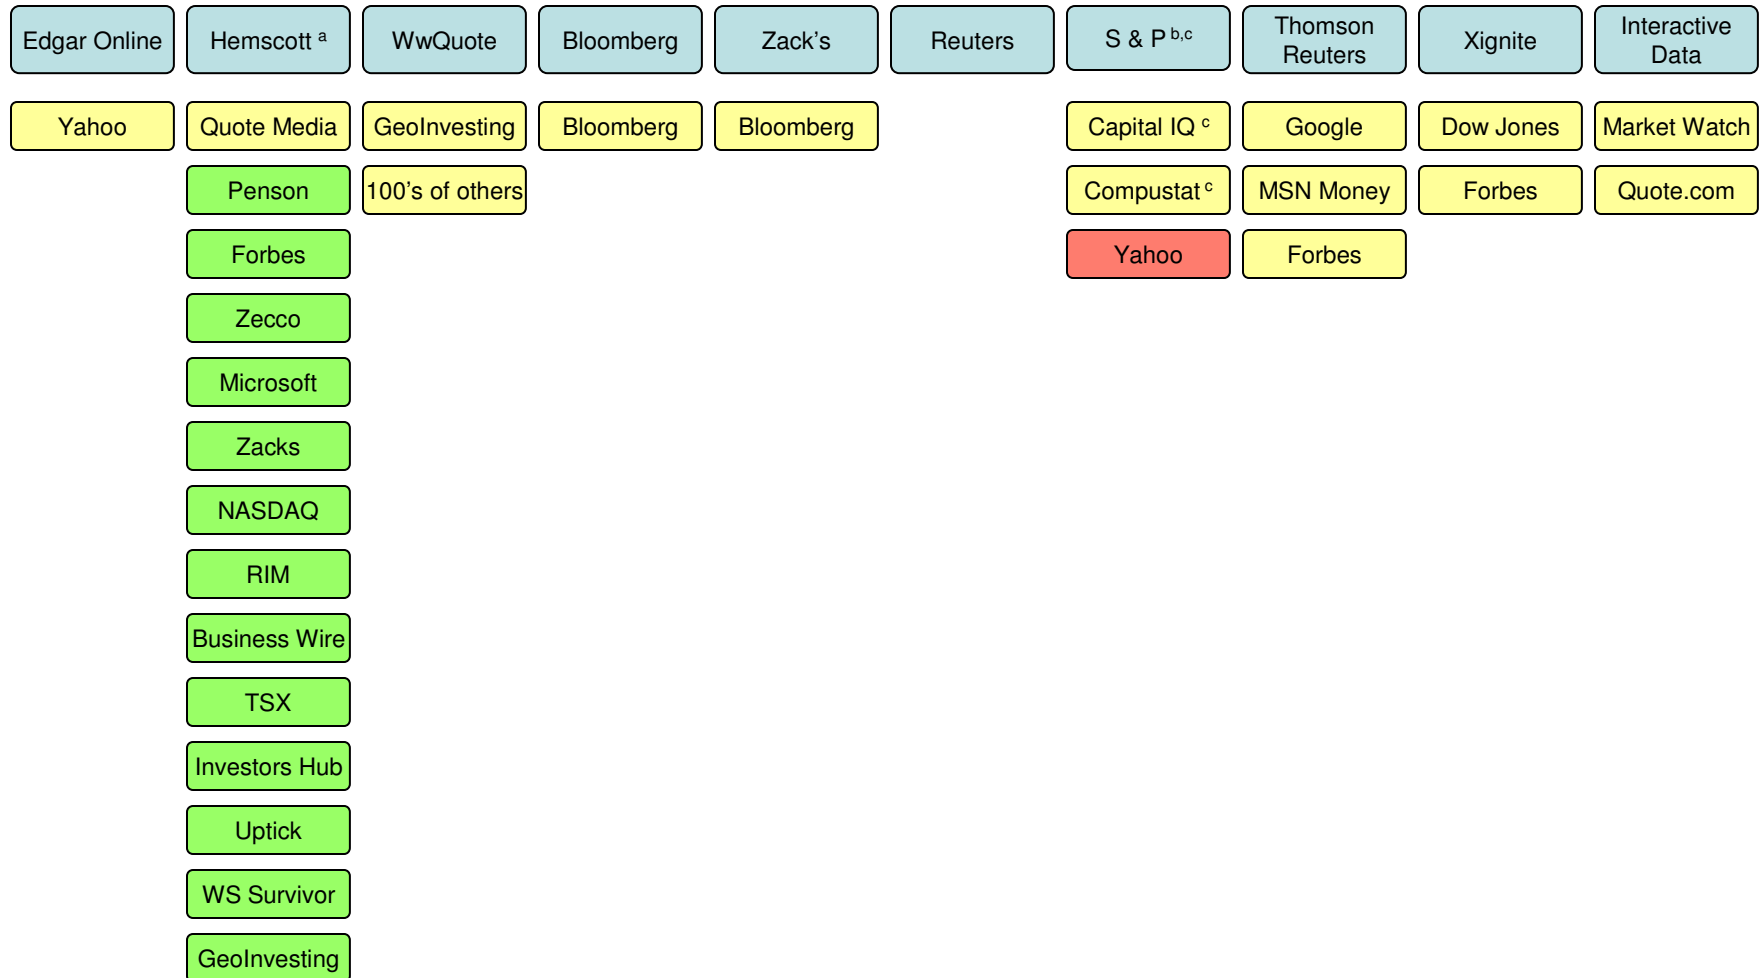 Edgar Online
Hemscott a
WwQuote
Bloomberg
Zack's
Reuters
S & P b,c
Thomson
Reuters
Xignite
Interactive
Data
Yahoo
Quote Media
GeoInvesting
Bloomberg
Bloomberg
Capital IQ c
Google
Dow Jones
Market Watch
Penson
100's of others
Compustat c
MSN Money
Forbes
Quote.com
Forbes
Yahoo
Forbes
Zecco
Microsoft
Zacks
NASDAQ
RIM
Business Wire
TSX
Investors Hub
Uptick
WS Survivor
GeoInvesting